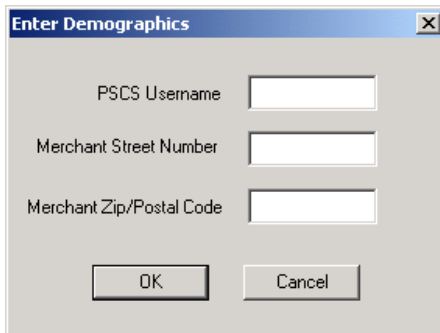 Enter Demographics
PSCS Username
Merchant Street Number
Merchant Zip/Postal Code
OK Cancel